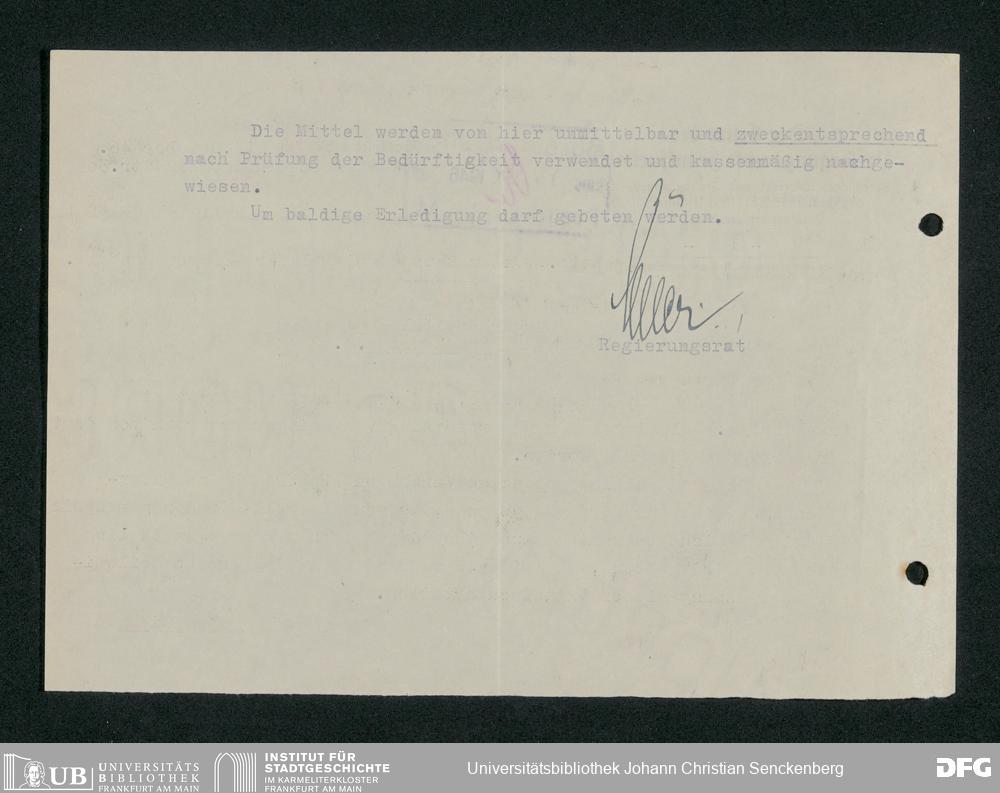 Die Mittel werden von hier unmittelbar und zweckentsprechend
nach Prüfung der Bedürftigkeit verwendet und kassenmäßig nachge-
wiesen.
Um baldige Erledigung darf gebeten werden.
Regierungsrat
UB UNIVERSITÄTS
BIBLIOTHEK
FRANKFURT AM MAIN
INSTITUT FÜR
STADTGESCHICHTE
IM KARMELITERKLOSTER
FRANKFURT AM MAIN
Universitätsbibliothek Johann Christian Senckenberg
DFG